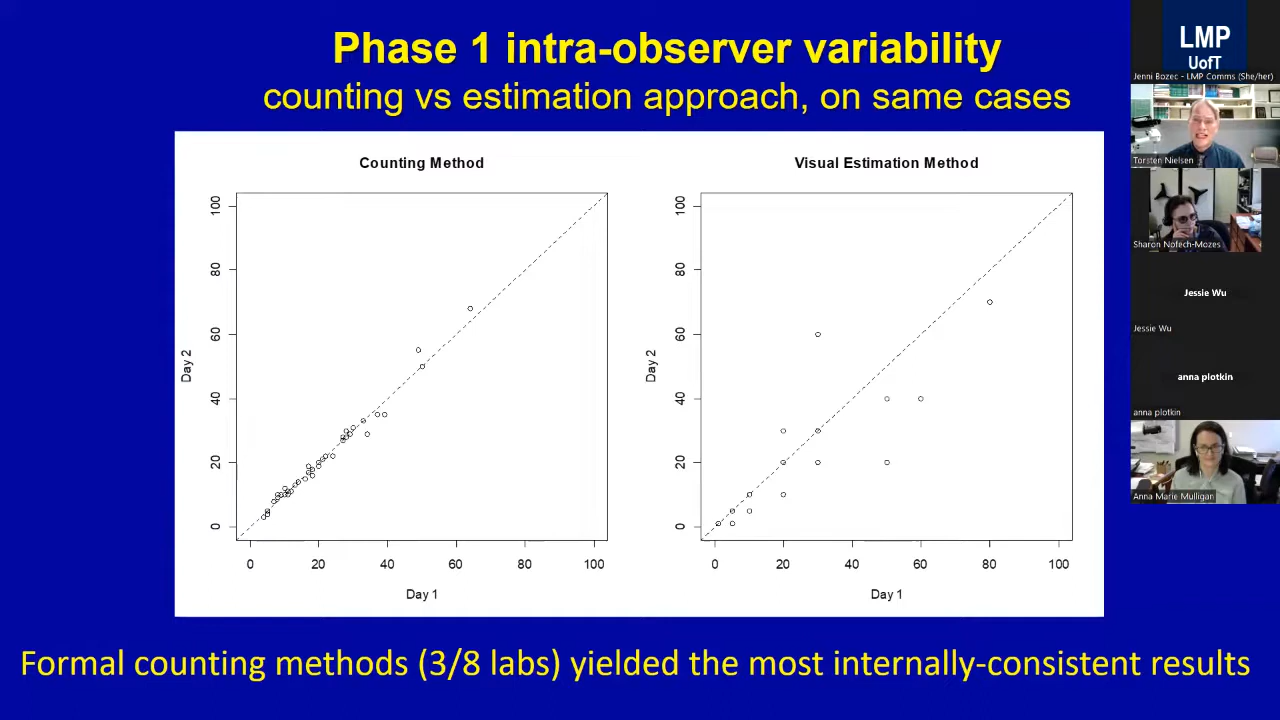 Phase 1 intra-observer variability
counting vs estimation approach, on same cases
Counting Method
100
80
60
40
20
0
Day 2
0 20 40 60 80 100
Day 1
Visual Estimation Method
100
80
60
40
20
0
Day 2
0 20 40 60 80 100
Day 1
Formal counting methods (3/8 labs) yielded the most internally-consistent results
LMP
UofT
Jenni Bozec - LMP Comms (She/her)
Torsten Nielsen
Sharon Nofech-Mozes
Jessie Wu
Jessie Wu
anna plotkin
anna plotkin
Anna Marie Mulligan